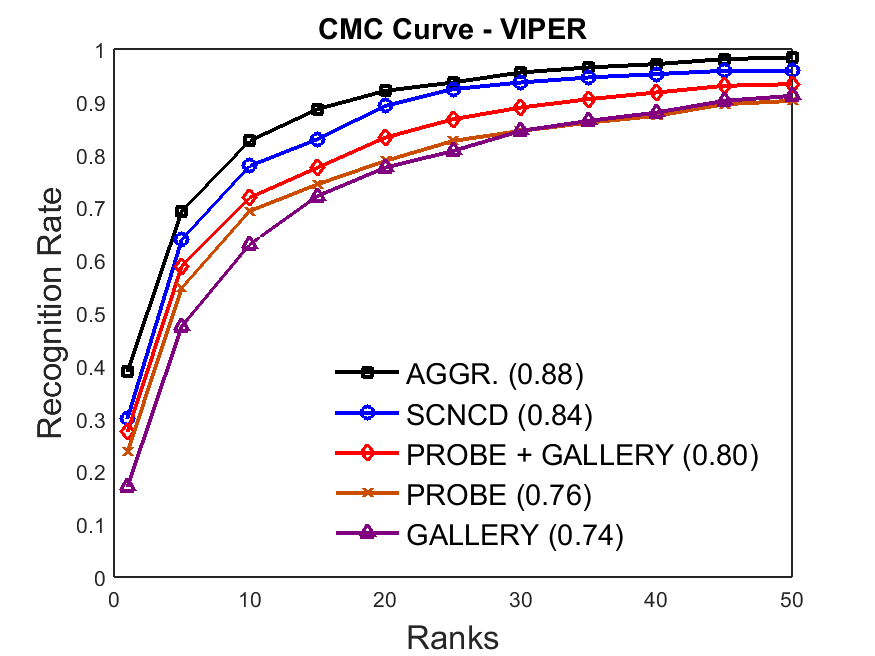 CMC Curve - VIPER
1
0.9
0.8
0.7
0.6
0.5
0.4
0.3
0.2
0.1
0
Recognition Rate
AGGR. (0.88)
SCNCD (0.84)
PROBE + GALLERY (0.80)
PROBE (0.76)
GALLERY (0.74)
0 10 20 30 40 50
Ranks